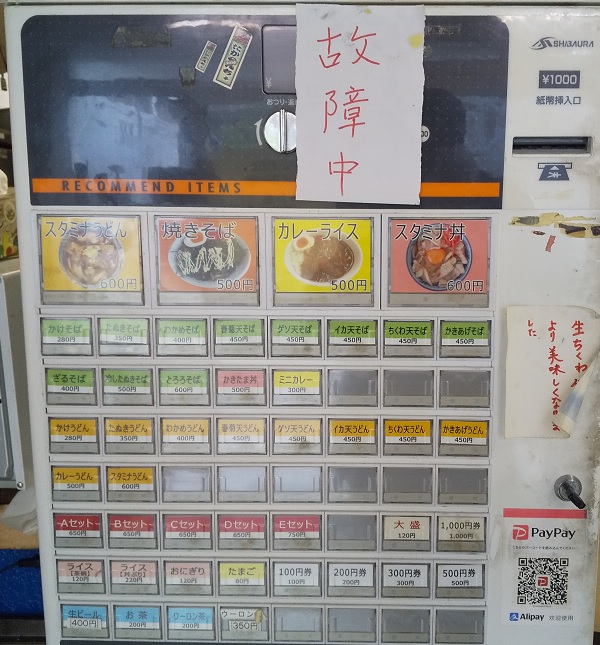 故障中
SHIBAURA
¥1000
紙幣挿入口
RECOMMEND ITEMS
スタミナうどん
600円
焼きそば
500円
カレーライス
500円
スタミナ丼
600円
かけそば 280円
たぬきそば 350円
わかめそば 400円
春菊天そば 450円
ゲソ天そば 450円
イカ天そば 450円
ちくわ天そば 450円
かきあげそば 450円
ざるそば 400円
冷したぬきそば 500円
とろろそば 600円
かきたま丼 500円
ミニカレー 300円
かけうどん 280円
たぬきうどん 350円
わかめうどん 400円
春菊天うどん 450円
ゲソ天うどん 450円
イカ天うどん 450円
ちくわ天うどん 450円
かきあげうどん 450円
カレーうどん 500円
スタミナうどん 600円
Aセット 650円
Bセット 650円
Cセット 650円
Dセット 650円
Eセット 750円
大盛 120円
1,000円券 1,000円
ライス [茶碗] 120円
ライス [丼ぶり] 220円
おにぎり 120円
たまご 80円
100円券 100円
200円券 200円
300円券 300円
500円券 500円
生ビール 400円
お茶 200円
ウーロン茶 200円
ウーロン 350円
生ちくわ
より美味しくな
した
PayPay
Alipay 欢迎使用